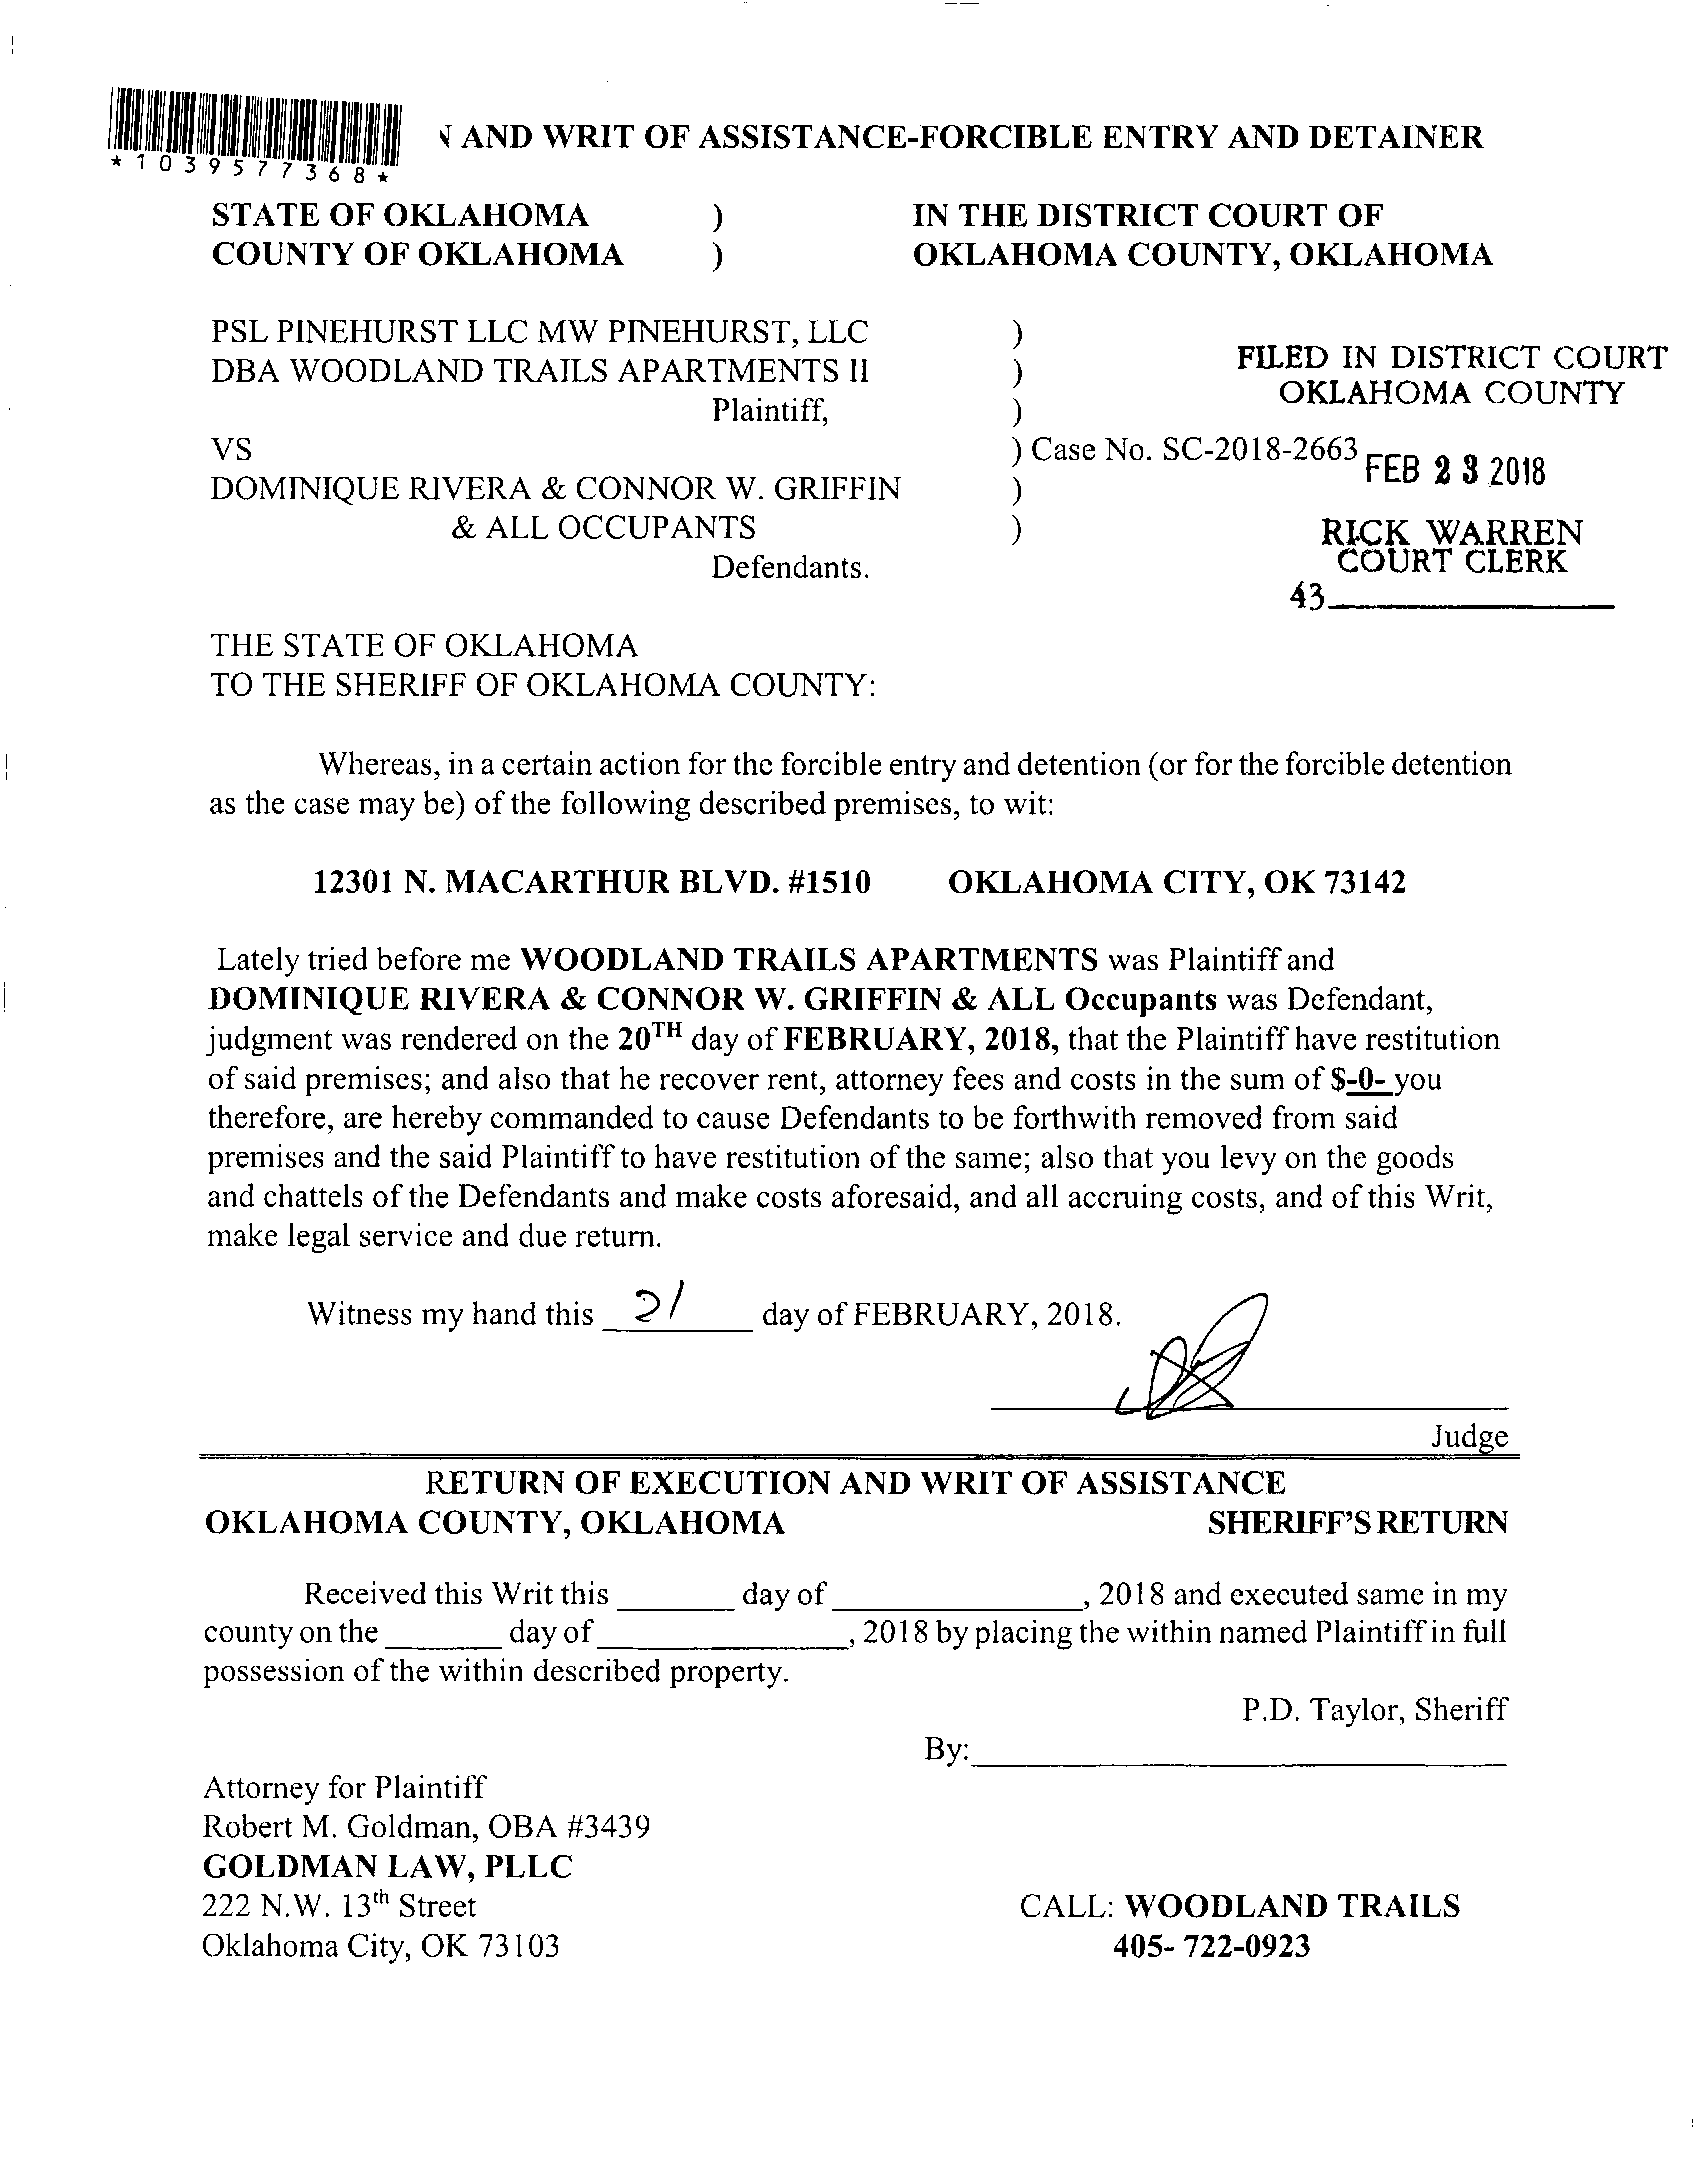 *1039577368*
AND WRIT OF ASSISTANCE-FORCIBLE ENTRY AND DETAINER
STATE OF OKLAHOMA ) IN THE DISTRICT COURT OF
COUNTY OF OKLAHOMA ) OKLAHOMA COUNTY, OKLAHOMA
PSL PINEHURST LLC MW PINEHURST, LLC )
DBA WOODLAND TRAILS APARTMENTS II )
Plaintiff, )
FILED IN DISTRICT COURT
OKLAHOMA COUNTY
VS ) Case No. SC-2018-2663
FEB 23 2018
DOMINIQUE RIVERA & CONNOR W. GRIFFIN )
& ALL OCCUPANTS )
Defendants.
RICK WARREN
COURT CLERK
43
THE STATE OF OKLAHOMA
TO THE SHERIFF OF OKLAHOMA COUNTY:
Whereas, in a certain action for the forcible entry and detention (or for the forcible detention
as the case may be) of the following described premises, to wit:
12301 N. MACARTHUR BLVD. #1510 OKLAHOMA CITY, OK 73142
Lately tried before me WOODLAND TRAILS APARTMENTS was Plaintiff and
DOMINIQUE RIVERA & CONNOR W. GRIFFIN & ALL Occupants was Defendant,
judgment was rendered on the 20TH day of FEBRUARY, 2018, that the Plaintiff have restitution
of said premises; and also that he recover rent, attorney fees and costs in the sum of $-0- you
therefore, are hereby commanded to cause Defendants to be forthwith removed from said
premises and the said Plaintiff to have restitution of the same; also that you levy on the goods
and chattels of the Defendants and make costs aforesaid, and all accruing costs, and of this Writ,
make legal service and due return.
Witness my hand this 21 day of FEBRUARY, 2018.
Judge
RETURN OF EXECUTION AND WRIT OF ASSISTANCE
OKLAHOMA COUNTY, OKLAHOMA SHERIFF'S RETURN
Received this Writ this _______ day of _______________, 2018 and executed same in my
county on the _______ day of _______________, 2018 by placing the within named Plaintiff in full
possession of the within described property.
P.D. Taylor, Sheriff
By:
Attorney for Plaintiff
Robert M. Goldman, OBA #3439
GOLDMAN LAW, PLLC
222 N.W. 13th Street CALL: WOODLAND TRAILS
Oklahoma City, OK 73103 405- 722-0923